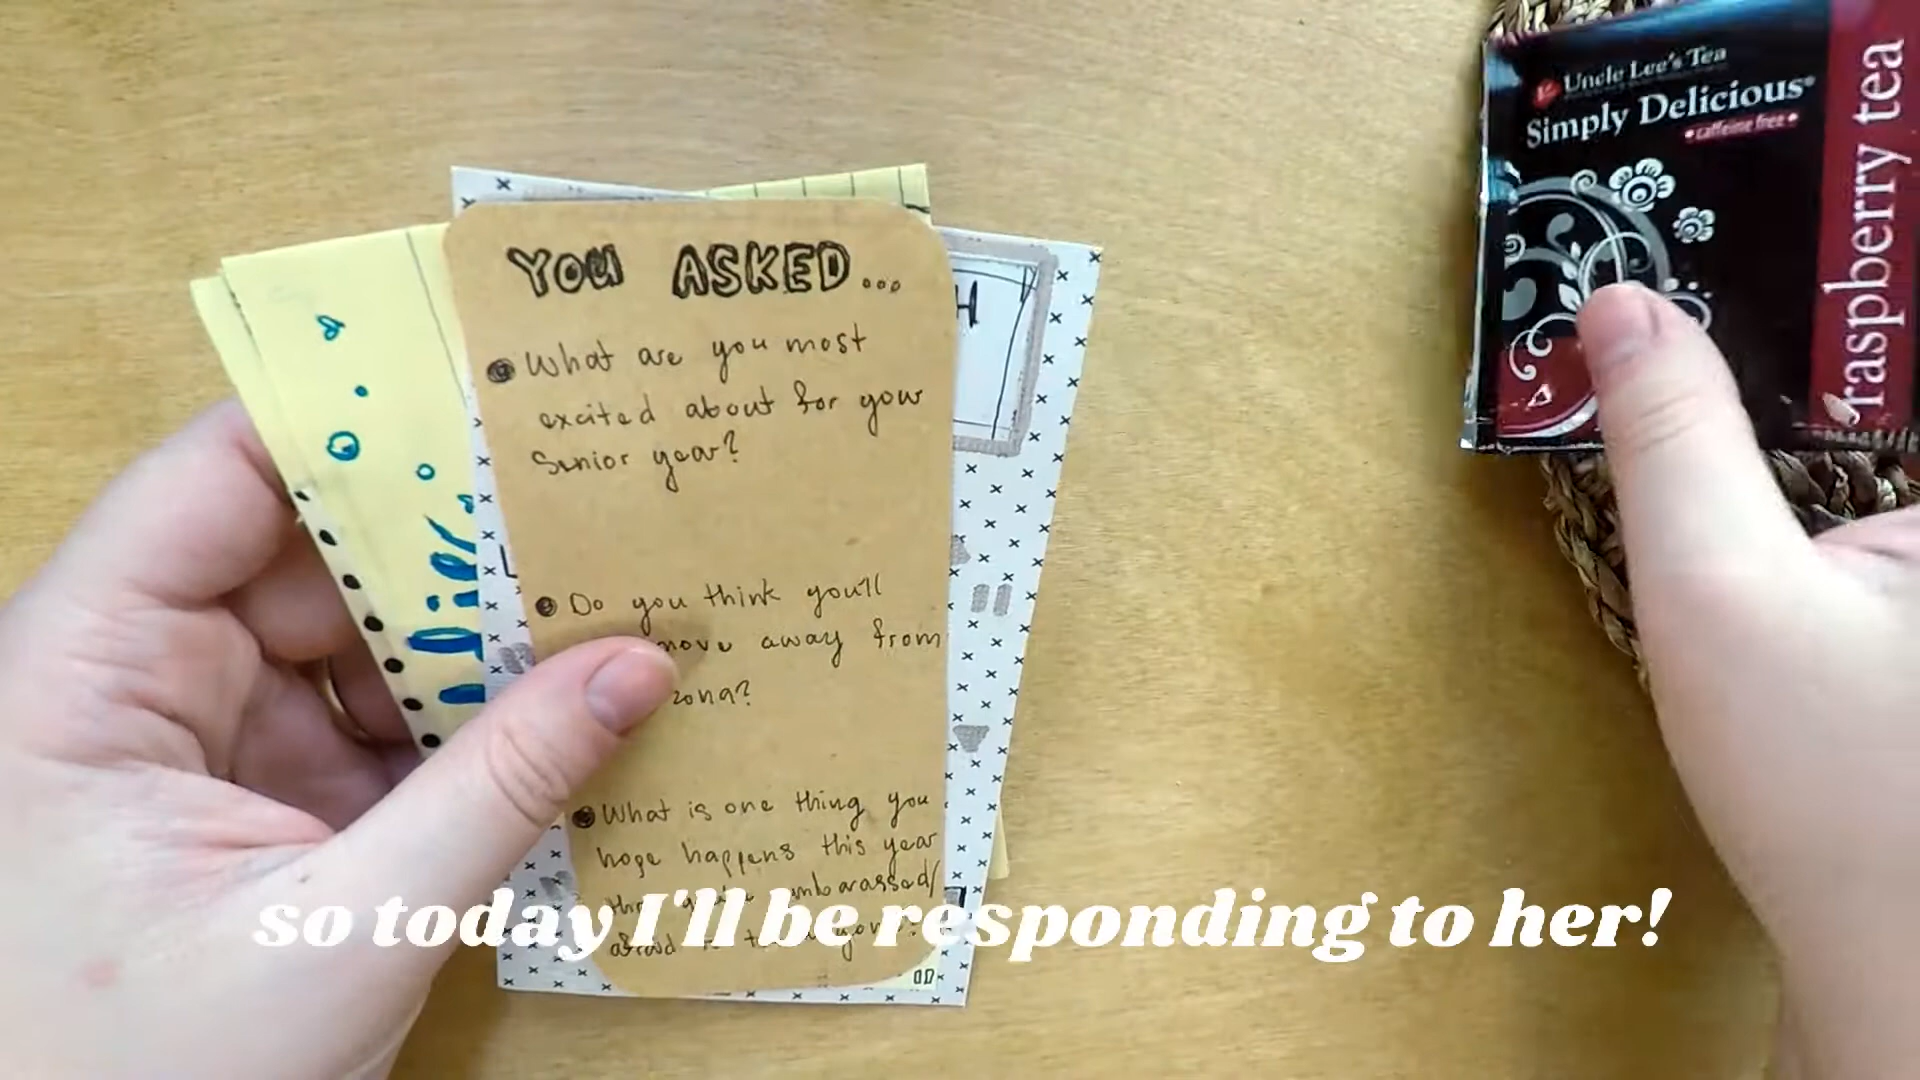 YOU ASKED...
What are you most
excited about for your
Senior year?
Do you think you'll
move away from
zona?
What is one thing you
hope happens this year
embarassed/
so today I'll be responding to her!
H
Uncle Lee's Tea
Simply Delicious®
caffeine free
raspberry tea